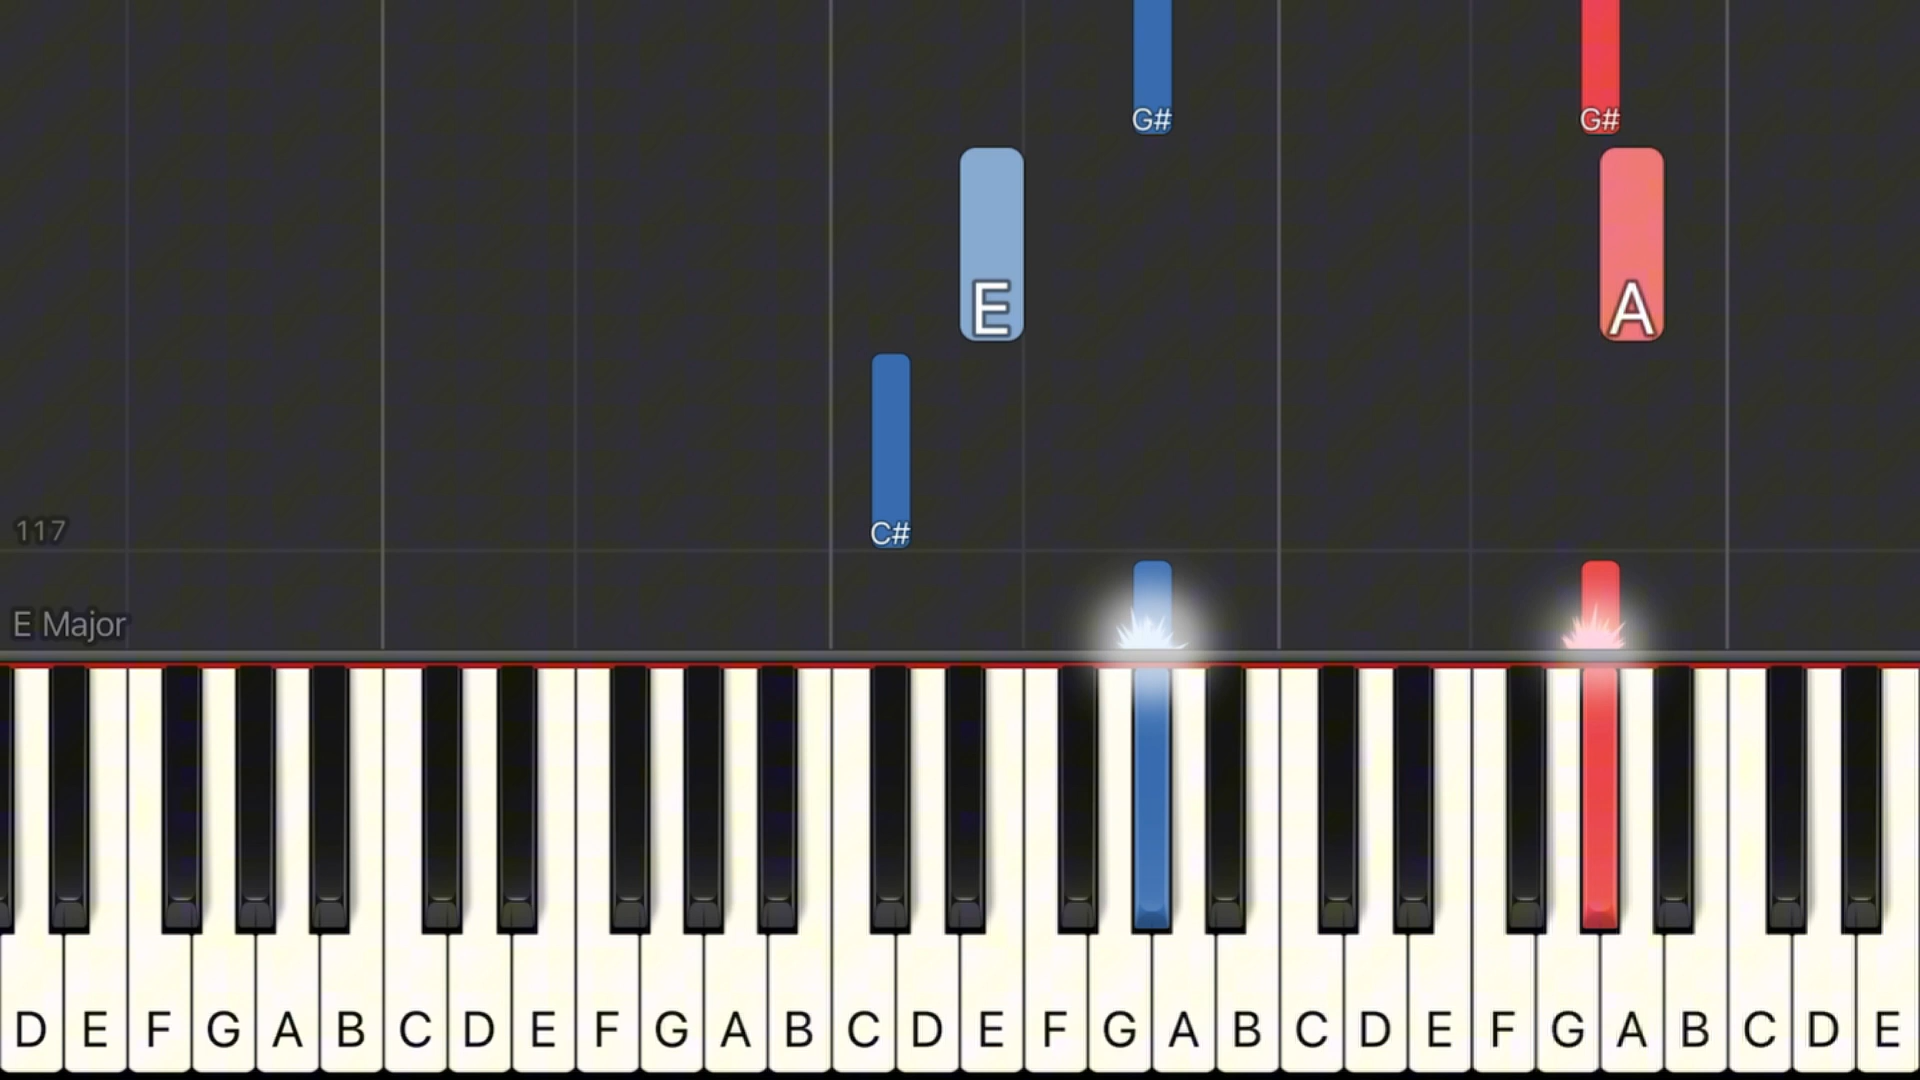 G# G#
E A
C#
117
E Major
D E F G A B C D E F G A B C D E F G A B C D E F G A B C D E